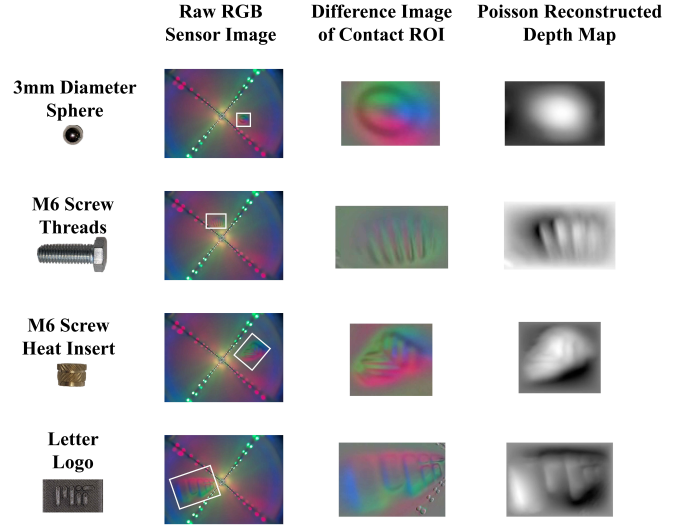 Raw RGB
Sensor Image
Difference Image
of Contact ROI
Poisson Reconstructed
Depth Map
3mm Diameter
Sphere
M6 Screw
Threads
M6 Screw
Heat Insert
Letter
Logo